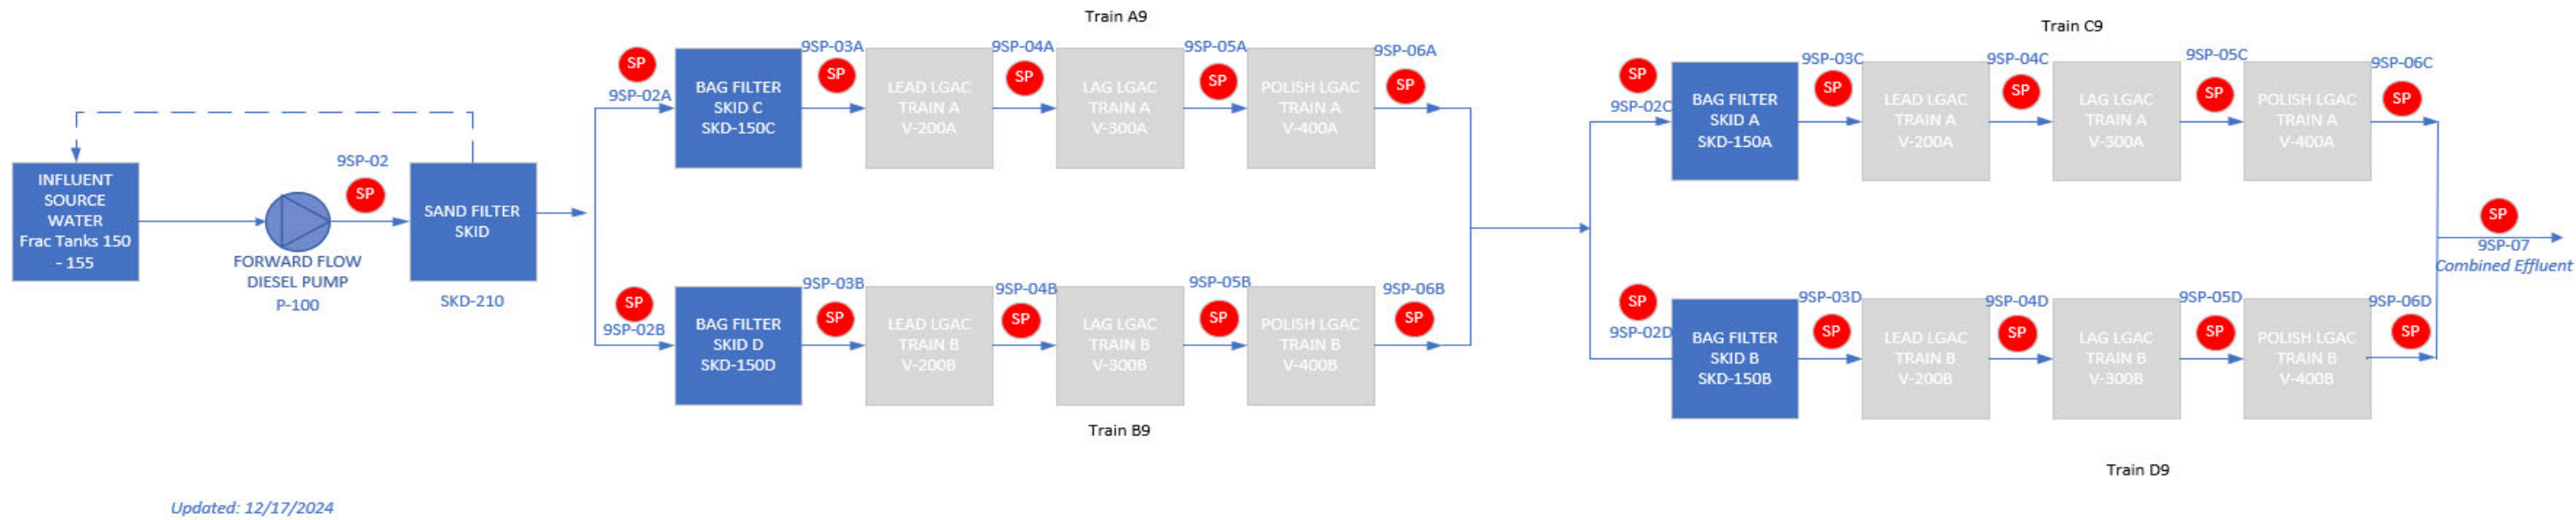 Train A9
Train C9
9SP-03A
9SP-04A
9SP-05A
9SP-06A
9SP-03C
9SP-04C
9SP-05C
9SP-06C
SP
SP
SP
SP
SP
SP
SP
SP
SP
SP
9SP-02A
9SP-02C
BAG FILTER
SKID C
SKD-150C
LEAD LGAC
TRAIN A
V-200A
LAG LGAC
TRAIN A
V-300A
POLISH LGAC
TRAIN A
V-400A
BAG FILTER
SKID A
SKD-150A
LEAD LGAC
TRAIN A
V-200A
LAG LGAC
TRAIN A
V-300A
POLISH LGAC
TRAIN A
V-400A
INFLUENT
SOURCE
WATER
Frac Tanks 150
- 155
9SP-02
SP
FORWARD FLOW
DIESEL PUMP
P-100
SAND FILTER
SKID
SKD-210
SP
9SP-07
Combined Effluent
9SP-03B
9SP-04B
9SP-05B
9SP-06B
9SP-03D
9SP-04D
9SP-05D
9SP-06D
SP
SP
SP
SP
SP
SP
SP
SP
SP
SP
9SP-02B
9SP-02D
BAG FILTER
SKID D
SKD-150D
LEAD LGAC
TRAIN B
V-200B
LAG LGAC
TRAIN B
V-300B
POLISH LGAC
TRAIN B
V-400B
BAG FILTER
SKID B
SKD-150B
LEAD LGAC
TRAIN B
V-200B
LAG LGAC
TRAIN B
V-300B
POLISH LGAC
TRAIN B
V-400B
Train B9
Train D9
Updated: 12/17/2024